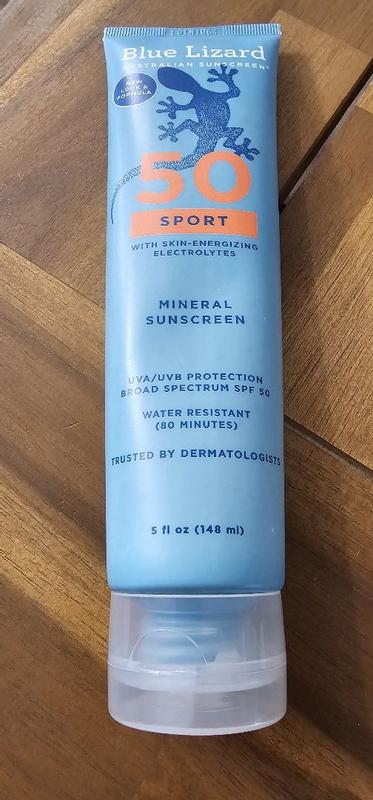 Blue Lizard
AUSTRALIAN SUNSCREEN
NEW
LOOK &
FORMULA
50
SPORT
WITH SKIN-ENERGIZING
ELECTROLYTES
MINERAL
SUNSCREEN
UVA/UVB PROTECTION
BROAD SPECTRUM SPF 50
WATER RESISTANT
(80 MINUTES)
TRUSTED BY DERMATOLOGISTS
5 fl oz (148 ml)